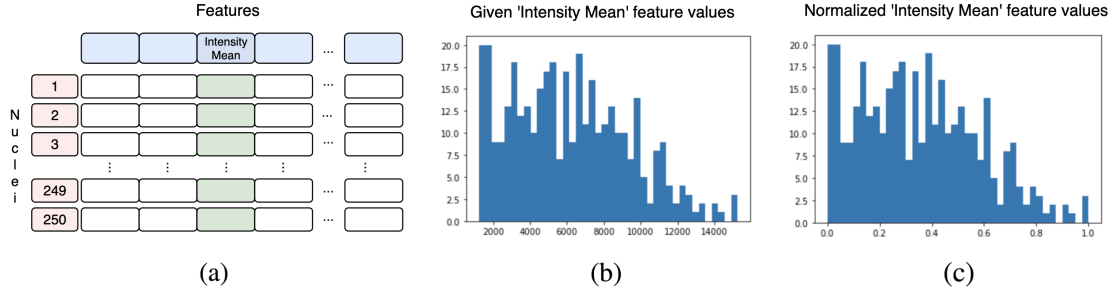 Features
Intensity
Mean
...
...
N
u
c
l
e
i
1
...
2
...
3
...
⋮ ⋮ ⋮ ⋮ ⋮
249
...
250
...
(a)
Given 'Intensity Mean' feature values
20.0
17.5
15.0
12.5
10.0
7.5
5.0
2.5
0.0
2000 4000 6000 8000 10000 12000 14000
(b)
Normalized 'Intensity Mean' feature values
20.0
17.5
15.0
12.5
10.0
7.5
5.0
2.5
0.0
0.0 0.2 0.4 0.6 0.8 1.0
(c)